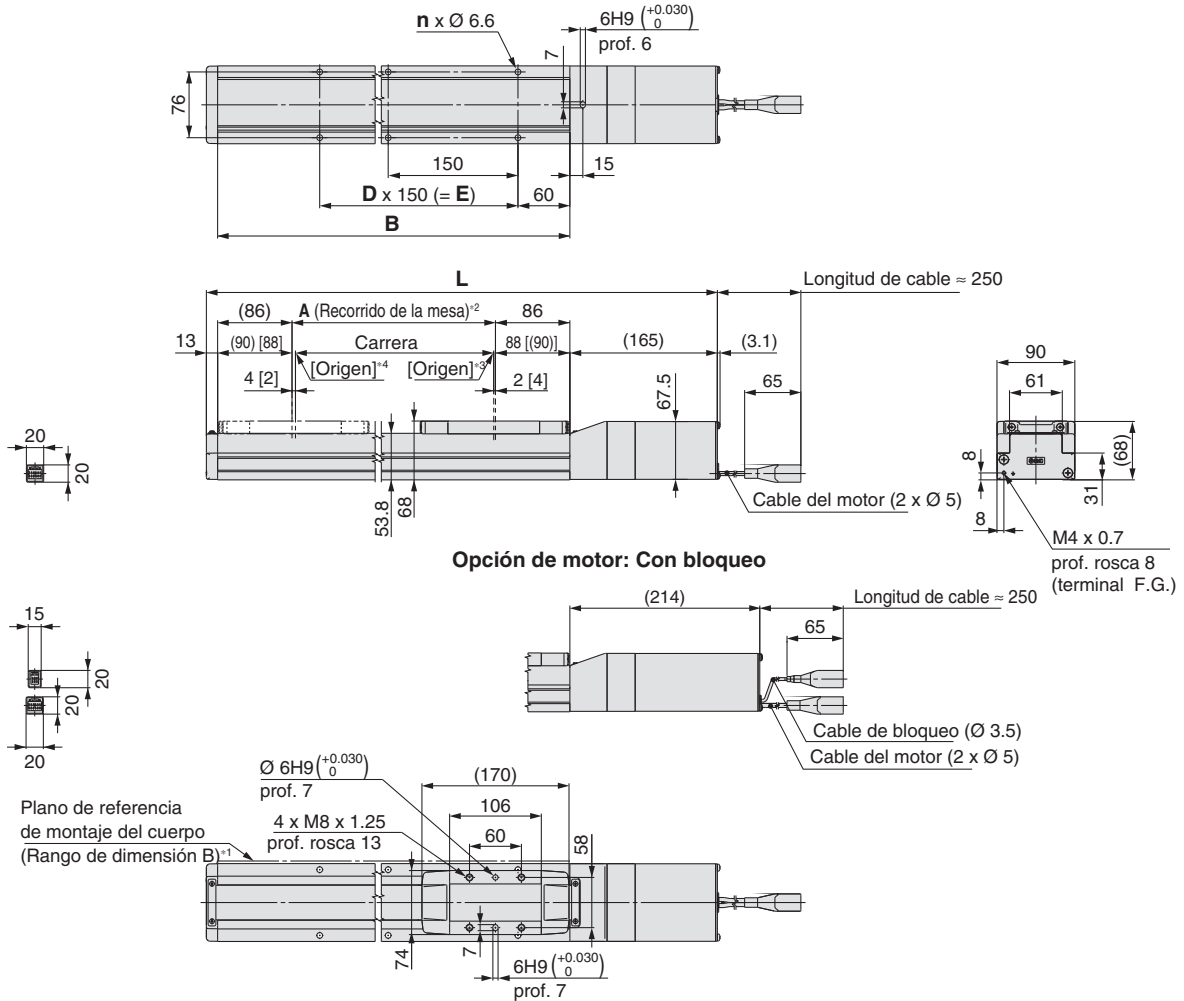 n x Ø 6.6
6H9 (+0.030 0)
prof. 6
7
76
150
15
D x 150 (= E)
60
B
L
Longitud de cable ≈ 250
(86)
A (Recorrido de la mesa)*2
86
13
(90) [88]
Carrera
88 [(90)]
(165)
(3.1)
[Origen]*4
[Origen]*3
4 [2]
2 [4]
67.5
65
90
61
20
20
53.8
68
Cable del motor (2 x Ø 5)
8
8
31
(68)
M4 x 0.7
prof. rosca 8
(terminal F.G.)
Opción de motor: Con bloqueo
(214)
Longitud de cable ≈ 250
65
15
20
20
20
Cable de bloqueo (Ø 3.5)
Cable del motor (2 x Ø 5)
Ø 6H9 (+0.030 0)
prof. 7
(170)
106
60
58
4 x M8 x 1.25
prof. rosca 13
Plano de referencia
de montaje del cuerpo
(Rango de dimensión B)*1
74
7
6H9 (+0.030 0)
prof. 7